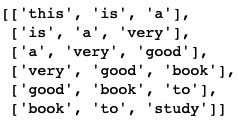 [['this', 'is', 'a'],
['is', 'a', 'very'],
['a', 'very', 'good'],
['very', 'good', 'book'],
['good', 'book', 'to'],
['book', 'to', 'study']]